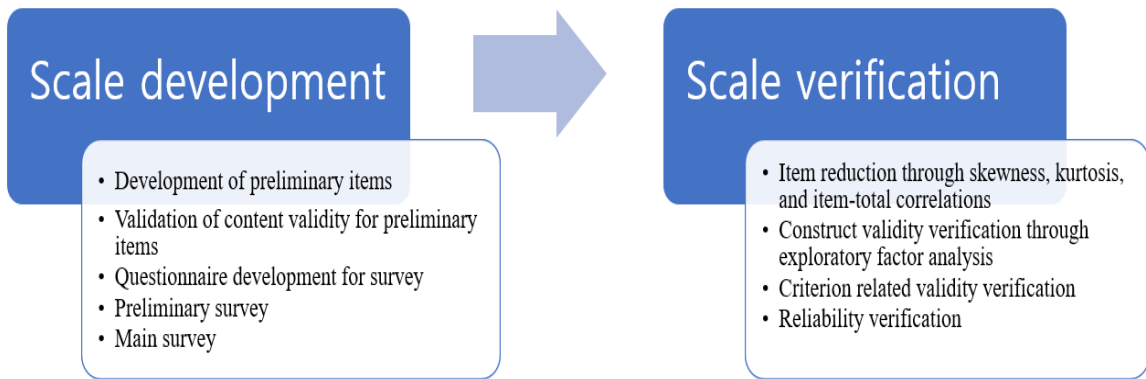 Scale development
• Development of preliminary items
• Validation of content validity for preliminary
items
• Questionnaire development for survey
• Preliminary survey
• Main survey
Scale verification
• Item reduction through skewness, kurtosis,
and item-total correlations
• Construct validity verification through
exploratory factor analysis
• Criterion related validity verification
• Reliability verification